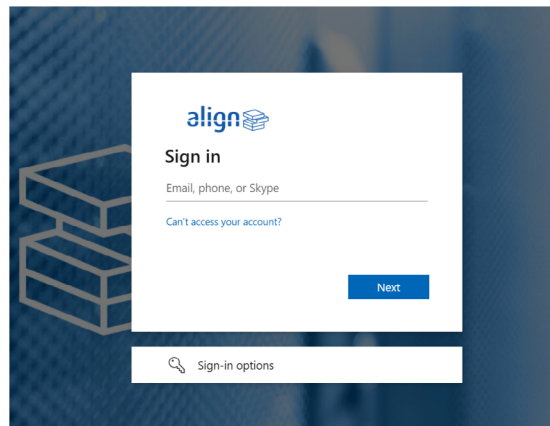 align
Sign in
Email, phone, or Skype
Can't access your account?
Next
Sign-in options